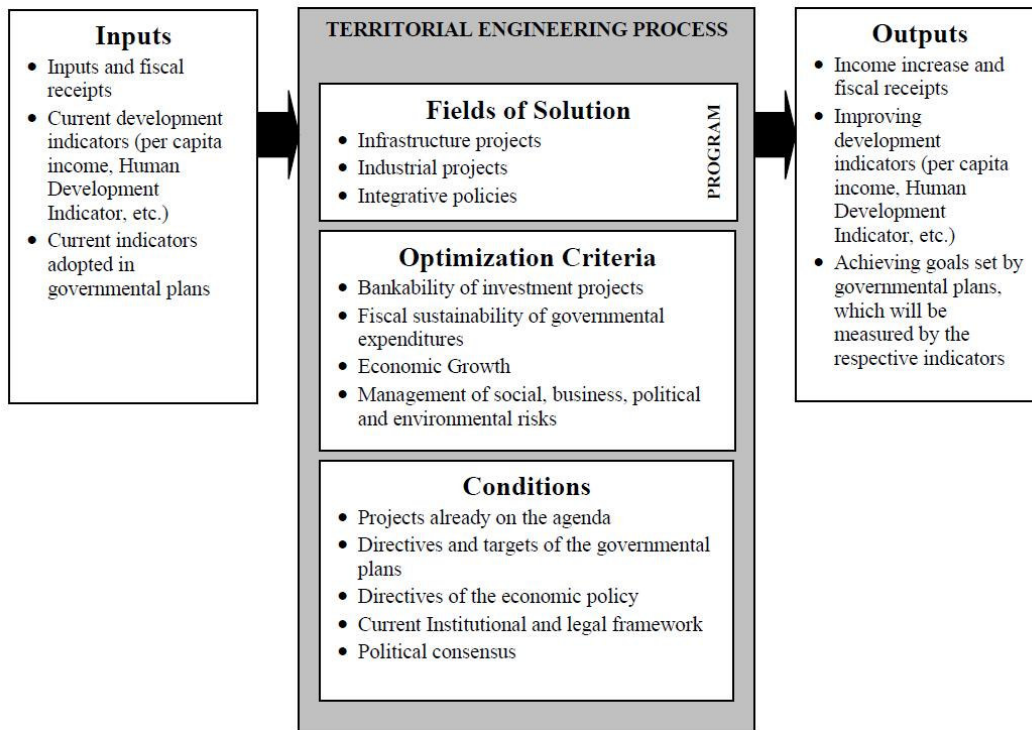 Inputs
• Inputs and fiscal
receipts
• Current development
indicators (per capita
income, Human
Development
Indicator, etc.)
• Current indicators
adopted in
governmental plans
TERRITORIAL ENGINEERING PROCESS
Fields of Solution
• Infrastructure projects
• Industrial projects
• Integrative policies
PROGRAM
Optimization Criteria
• Bankability of investment projects
• Fiscal sustainability of governmental
expenditures
• Economic Growth
• Management of social, business, political
and environmental risks
Conditions
• Projects already on the agenda
• Directives and targets of the governmental
plans
• Directives of the economic policy
• Current Institutional and legal framework
• Political consensus
Outputs
• Income increase and
fiscal receipts
• Improving
development
indicators (per capita
income, Human
Development
Indicator, etc.)
• Achieving goals set by
governmental plans,
which will be
measured by the
respective indicators